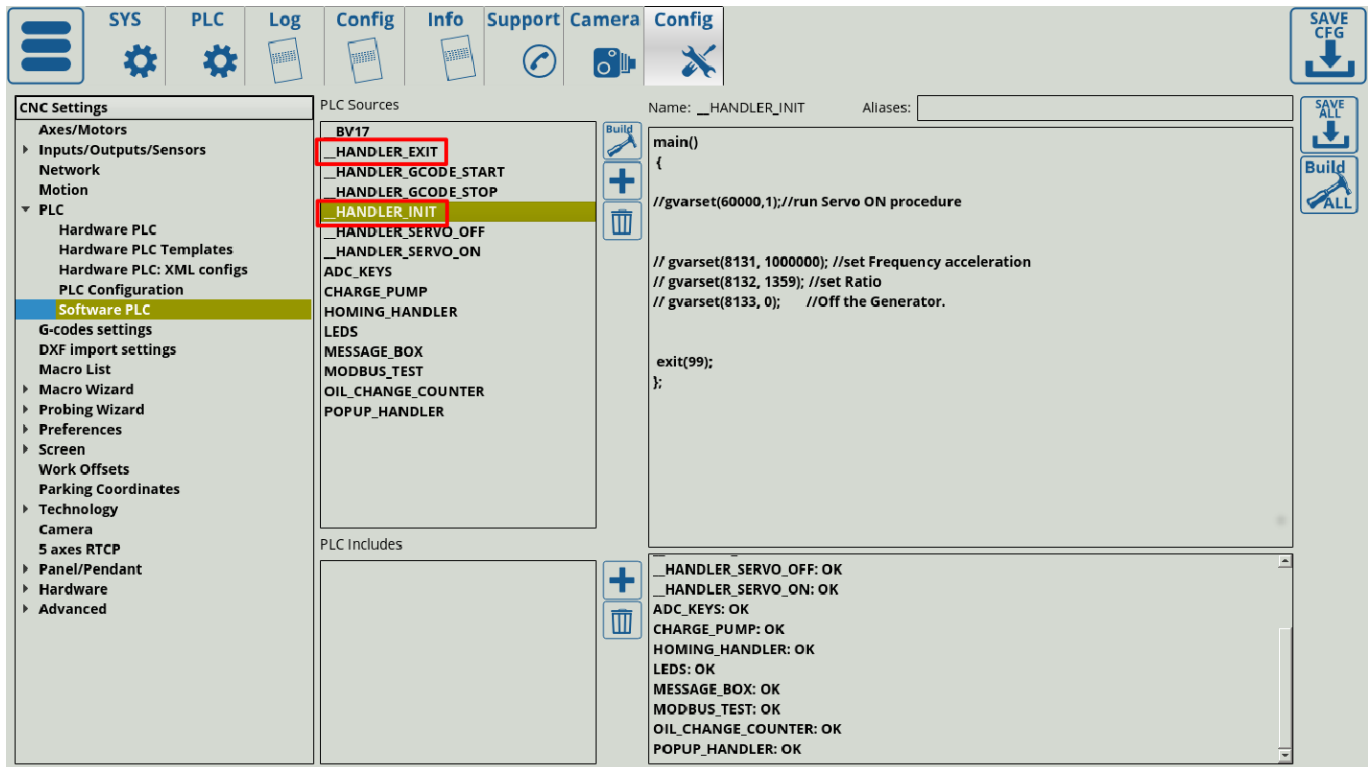 SYS
PLC
Log
Config
Info
Support
Camera
Config
SAVE
CFG
CNC Settings
Axes/Motors
Inputs/Outputs/Sensors
Network
Motion
PLC
Hardware PLC
Hardware PLC Templates
Hardware PLC: XML configs
PLC Configuration
Software PLC
G-codes settings
DXF import settings
Macro List
Macro Wizard
Probing Wizard
Preferences
Screen
Work Offsets
Parking Coordinates
Technology
Camera
5 axes RTCP
Panel/Pendant
Hardware
Advanced
PLC Sources
__BV17
__HANDLER_EXIT
__HANDLER_GCODE_START
__HANDLER_GCODE_STOP
__HANDLER_INIT
__HANDLER_SERVO_OFF
__HANDLER_SERVO_ON
ADC_KEYS
CHARGE_PUMP
HOMING_HANDLER
LEDS
MESSAGE_BOX
MODBUS_TEST
OIL_CHANGE_COUNTER
POPUP_HANDLER
Build
PLC Includes
Name: __HANDLER_INIT
Aliases:
main()
{
//gvarset(60000,1);//run Servo ON procedure
// gvarset(8131, 1000000); //set Frequency acceleration
// gvarset(8132, 1359); //set Ratio
// gvarset(8133, 0); //Off the Generator.
exit(99);
};
__HANDLER_SERVO_OFF: OK
__HANDLER_SERVO_ON: OK
ADC_KEYS: OK
CHARGE_PUMP: OK
HOMING_HANDLER: OK
LEDS: OK
MESSAGE_BOX: OK
MODBUS_TEST: OK
OIL_CHANGE_COUNTER: OK
POPUP_HANDLER: OK
SAVE
ALL
Build
ALL